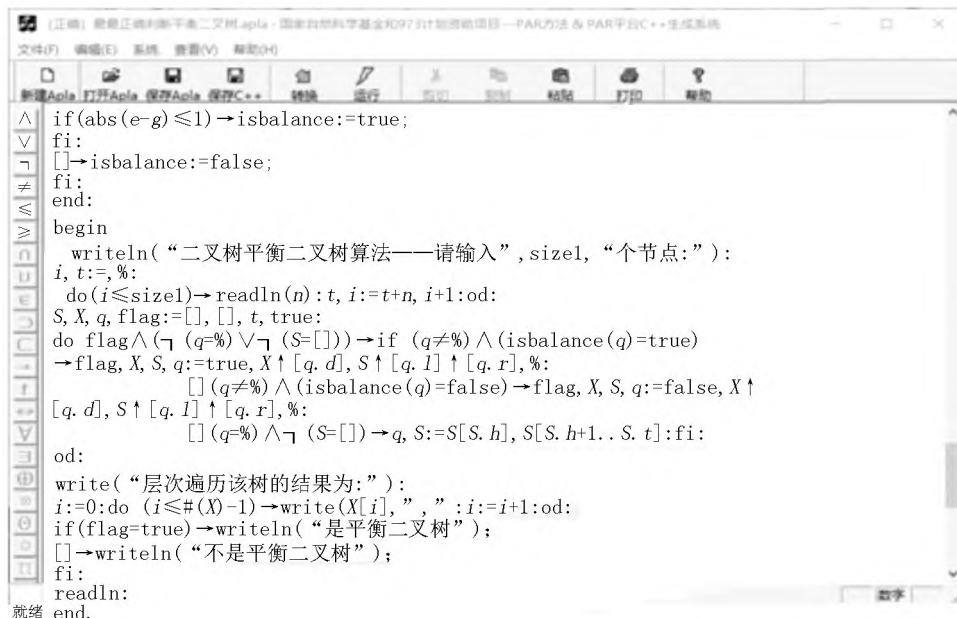 (正确) 最最正确判断平衡二叉树.apla - 国家自然科学基金和973计划资助项目---PAR方法 & PAR平台C++生成系统
文件(F) 编辑(E) 系统 查看(V) 帮助(H)
新建Apla 打开Apla 保存Apla 保存C++ 转换 运行 剪切 复制 粘贴 打印 帮助
if(abs(e-g)≤1)→isbalance:=true;
fi:
[]→isbalance:=false;
fi:
end:
begin
writeln(“二叉树平衡二叉树算法——请输入”,size1,“个节点:”):
i, t:=,%:
do(i≤size1)→readln(n):t, i:=t+n, i+1:od:
S, X, q, flag:=[], [], t, true:
do flag∧(¬ (q=%)∨¬ (S=[]))→if (q≠%)∧(isbalance(q)=true)
→flag, X, S, q:=true, X↑[q. d], S↑[q. l]↑[q. r], %:
[](q≠%)∧(isbalance(q)=false)→flag, X, S, q:=false, X↑
[q. d], S↑[q. l]↑[q. r], %:
[](q=%)∧¬ (S=[])→q, S:=S[S. h], S[S. h+1..S. t]:fi:
od:
write(“层次遍历该树的结果为:”):
i:=0:do (i≤#(X)-1)→write(X[i], ”,”:i:=i+1:od:
if(flag=true)→writeln(“是平衡二叉树”);
[]→writeln(“不是平衡二叉树”);
fi:
readln:
end.
∧
∨
¬
≠
≤
≥
∩
∪
∈
⊃
⊂
→
↑
↔
∀
∃
⊕
⊗
Θ
就绪
数字